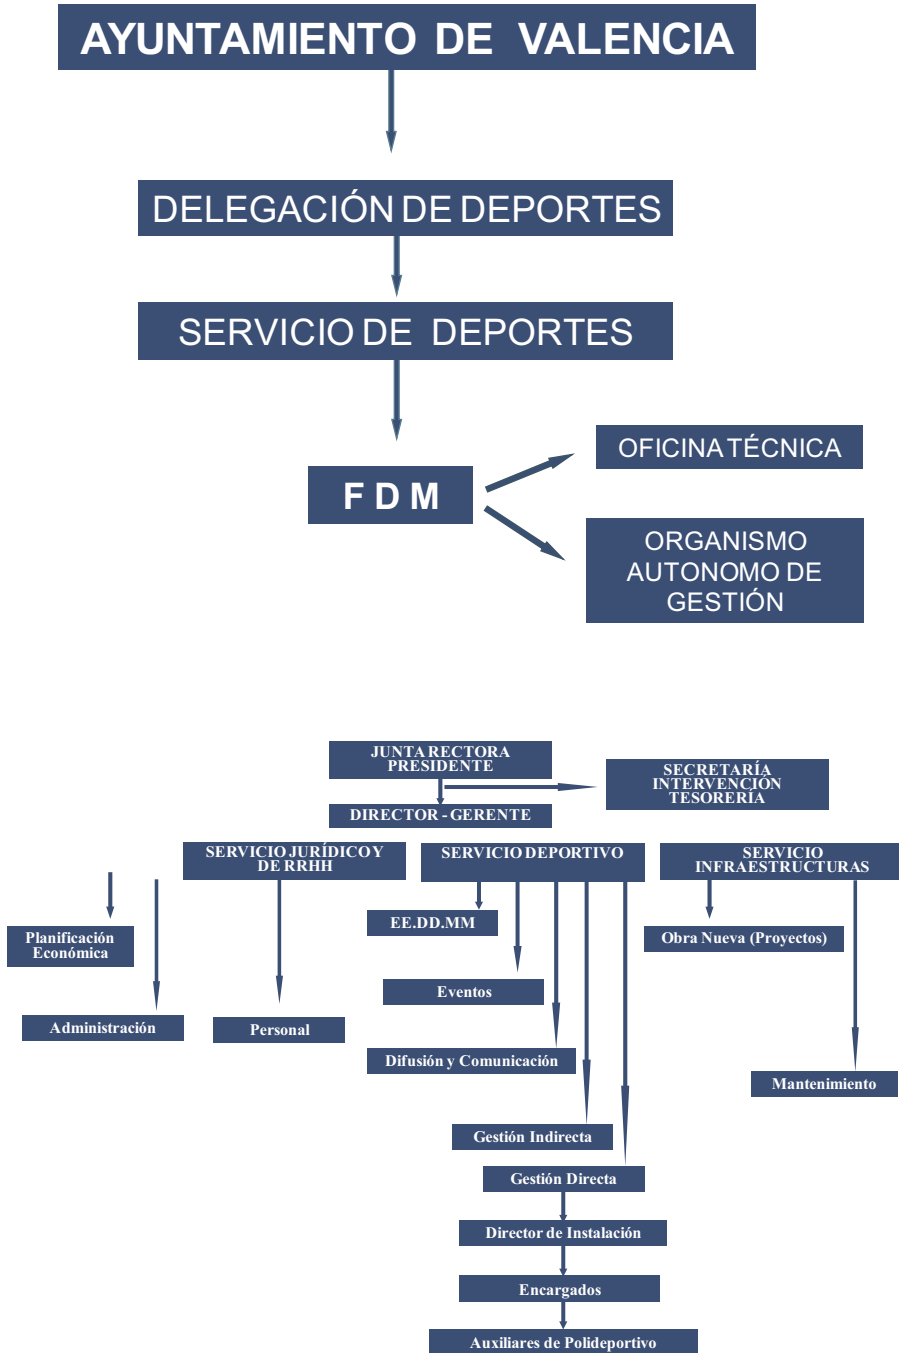 AYUNTAMIENTO DE VALENCIA
DELEGACIÓN DE DEPORTES
SERVICIO DE DEPORTES
OFICINA TÉCNICA
F D M
ORGANISMO
AUTONOMO DE
GESTIÓN
JUNTA RECTORA
PRESIDENTE
SECRETARÍA
INTERVENCIÓN
TESORERÍA
DIRECTOR - GERENTE
SERVICIO JURÍDICO Y
DE RRHH
SERVICIO DEPORTIVO
SERVICIO
INFRAESTRUCTURAS
EE.DD.MM
Planificación
Económica
Obra Nueva (Proyectos)
Eventos
Administración
Personal
Difusión y Comunicación
Mantenimiento
Gestión Indirecta
Gestión Directa
Director de Instalación
Encargados
Auxiliares de Polideportivo